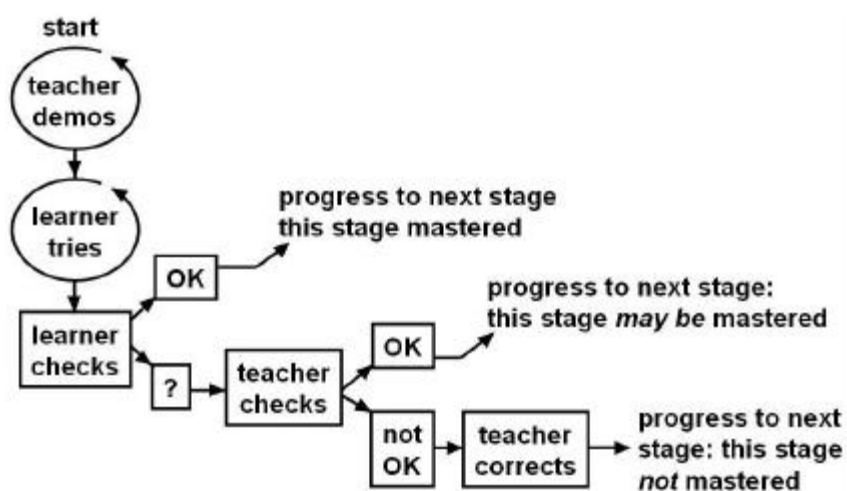 start
teacher
demos
learner
tries
progress to next stage
this stage mastered
OK
learner
checks
progress to next stage:
this stage may be mastered
OK
?
teacher
checks
not
OK
teacher
corrects
progress to next
stage: this stage
not mastered